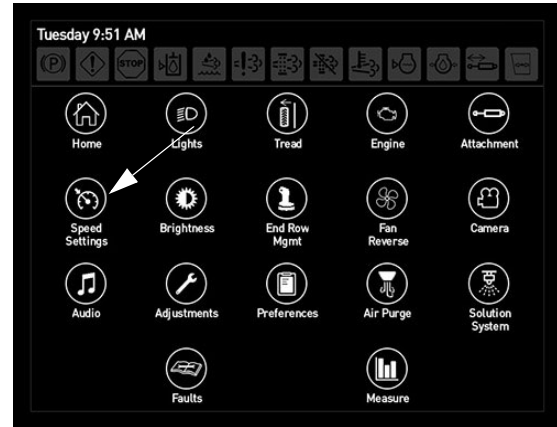 Tuesday 9:51 AM
(P) STOP
Home Lights Tread Engine Attachment
Speed Brightness End Row Fan Camera
Settings Mgmt Reverse
Audio Adjustments Preferences Air Purge Solution
System
Faults Measure